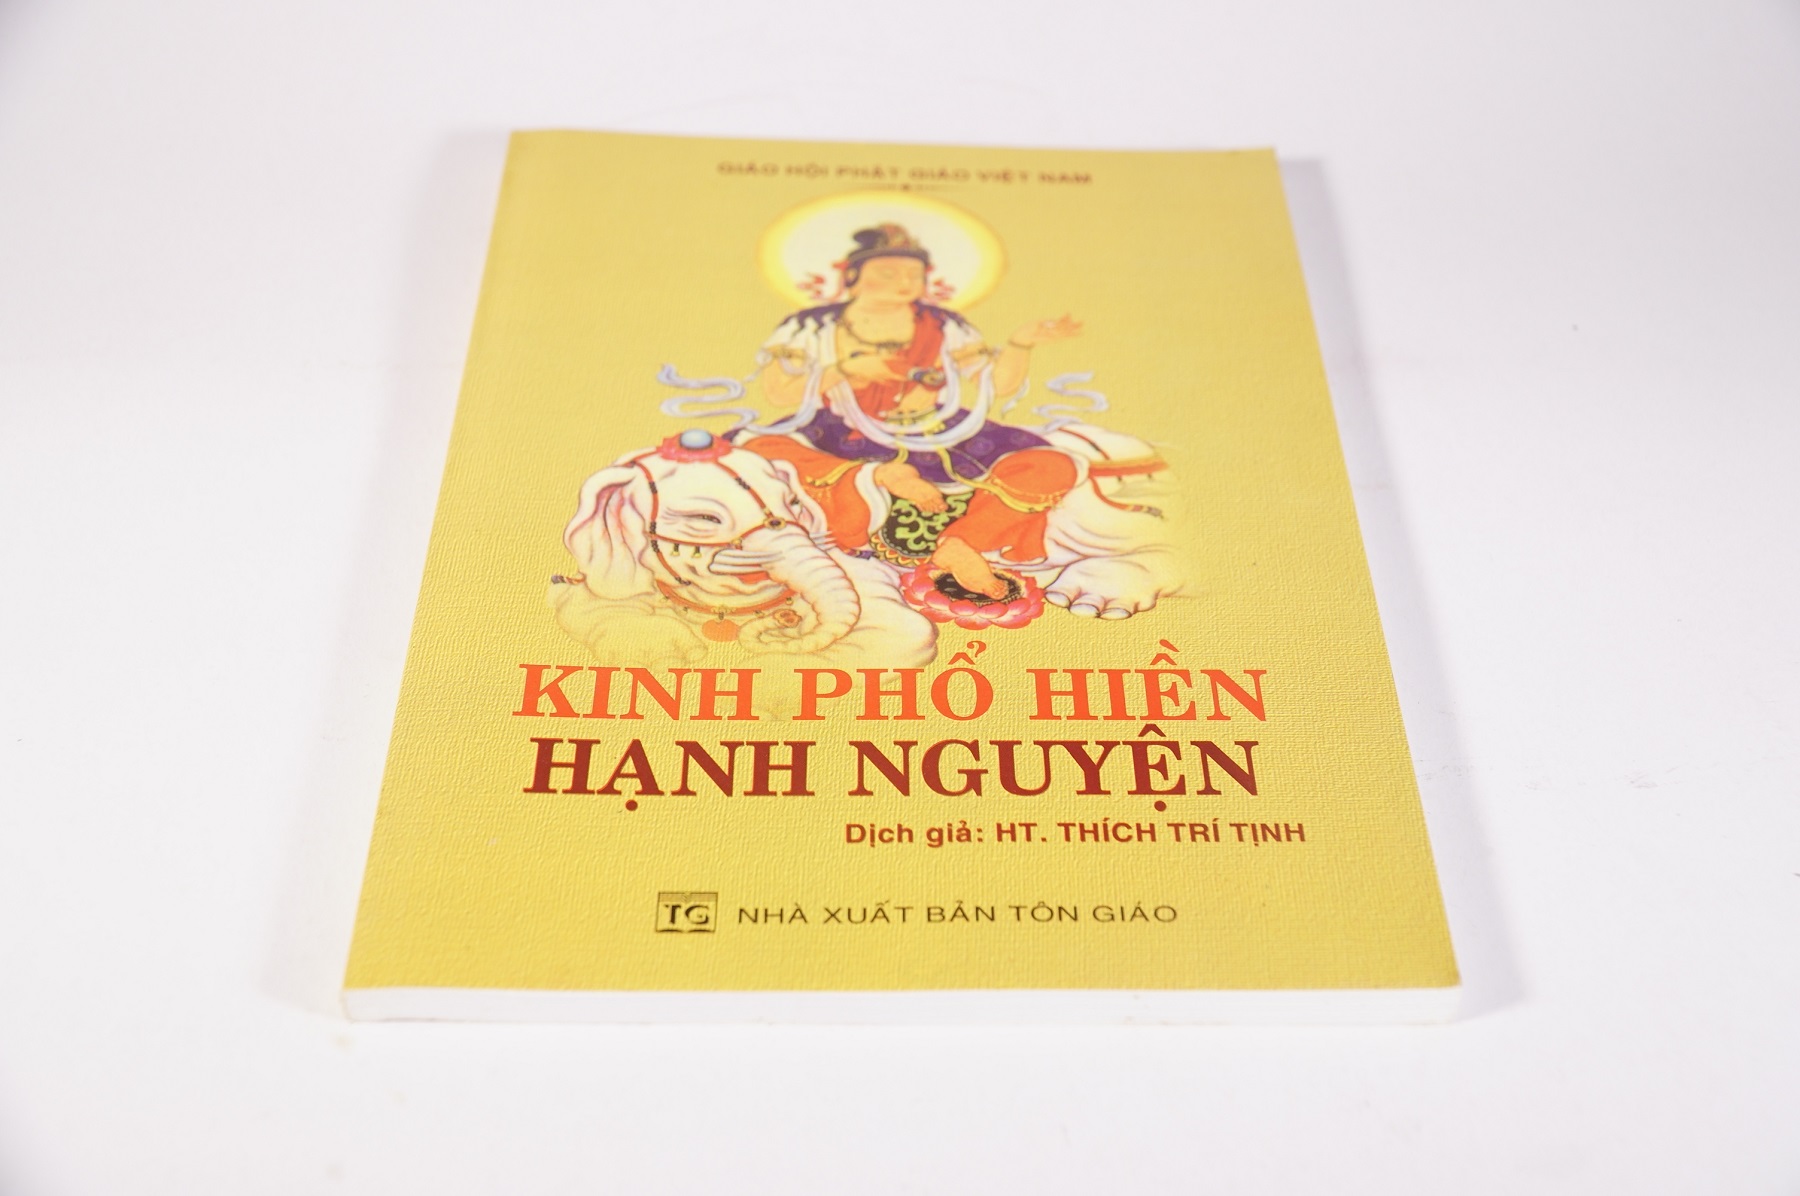 GIÁO HỘI PHẬT GIÁO VIỆT NAM
KINH PHỔ HIỀN
HẠNH NGUYỆN
Dịch giả: HT. THÍCH TRÍ TỊNH
TG NHÀ XUẤT BẢN TÔN GIÁO